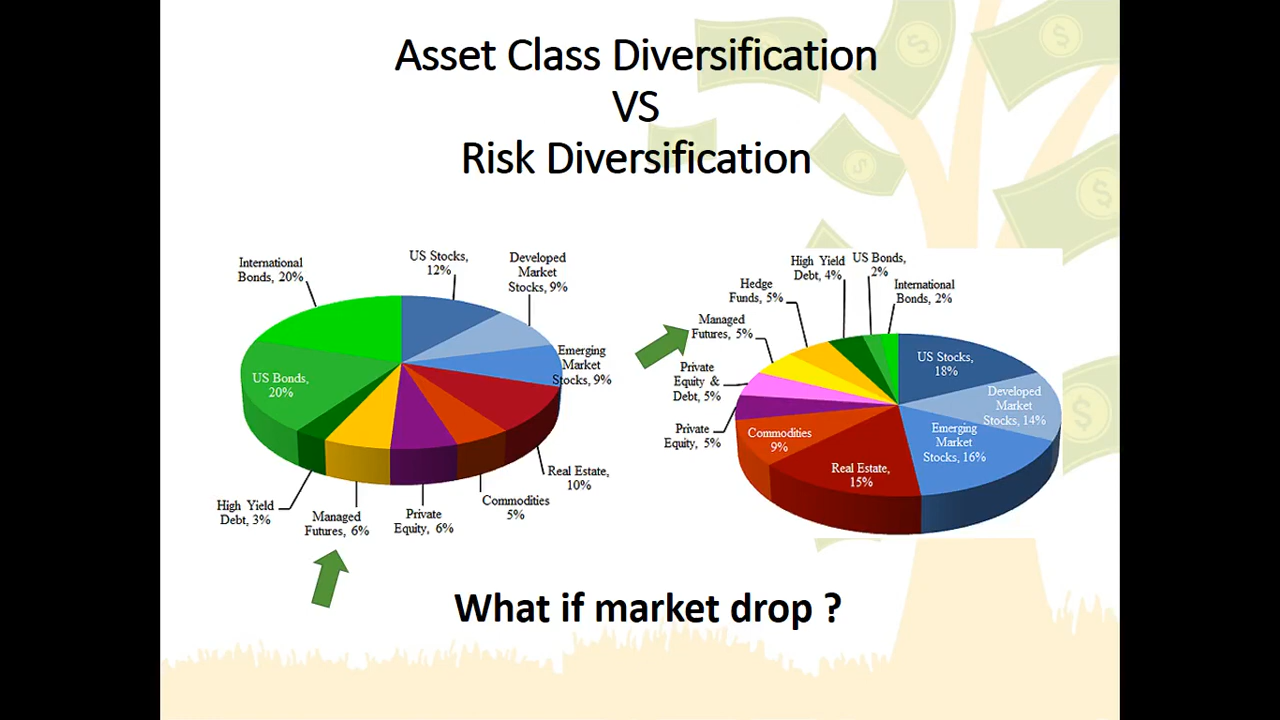 Asset Class Diversification
VS
Risk Diversification
International
Bonds, 20%
US Stocks,
12%
Developed
Market
Stocks, 9%
Emerging
Market
Stocks, 9%
Real Estate,
10%
Commodities
5%
Private
Equity, 6%
Managed
Futures, 6%
High Yield
Debt, 3%
US Bonds,
20%
High Yield
Debt, 4%
US Bonds,
2%
International
Bonds, 2%
Hedge
Funds, 5%
Managed
Futures, 5%
Private
Equity &
Debt, 5%
Private
Equity, 5%
Commodities
9%
Real Estate,
15%
Emerging
Market
Stocks, 16%
Developed
Market
Stocks, 14%
US Stocks,
18%
What if market drop ?
$
$
$
$
$